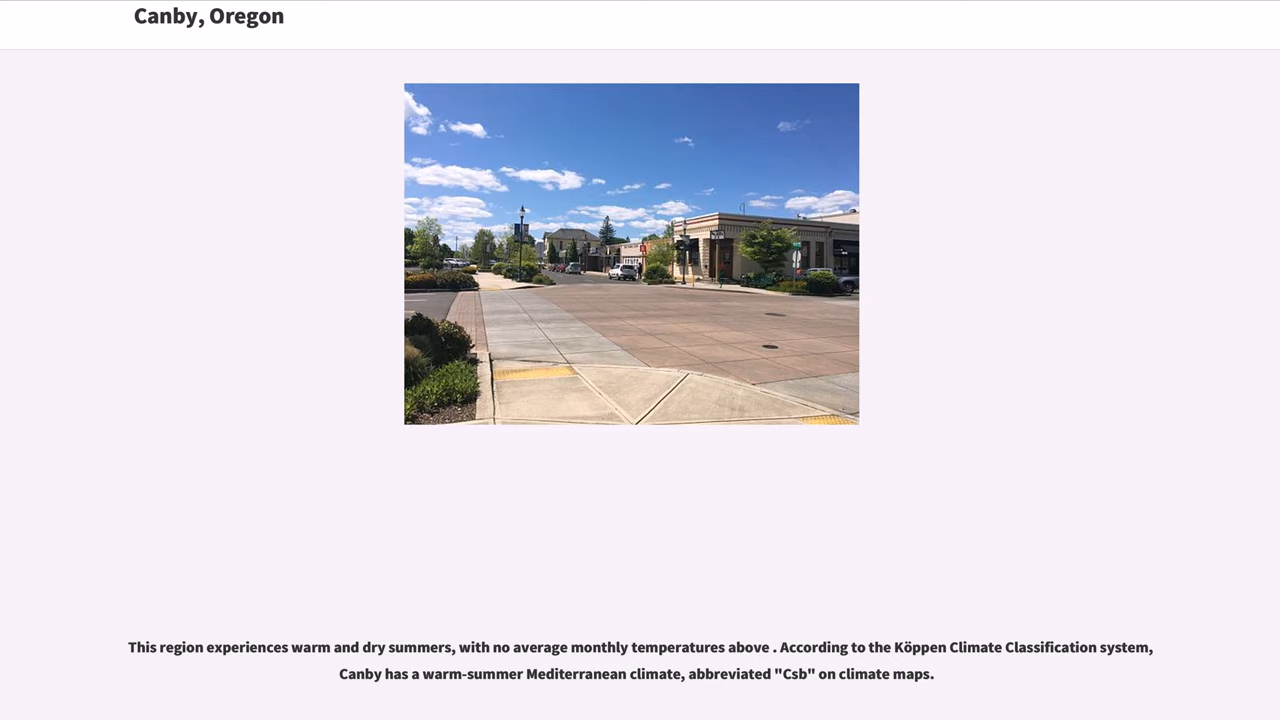 Canby, Oregon
This region experiences warm and dry summers, with no average monthly temperatures above . According to the Köppen Climate Classification system,
Canby has a warm-summer Mediterranean climate, abbreviated "Csb" on climate maps.